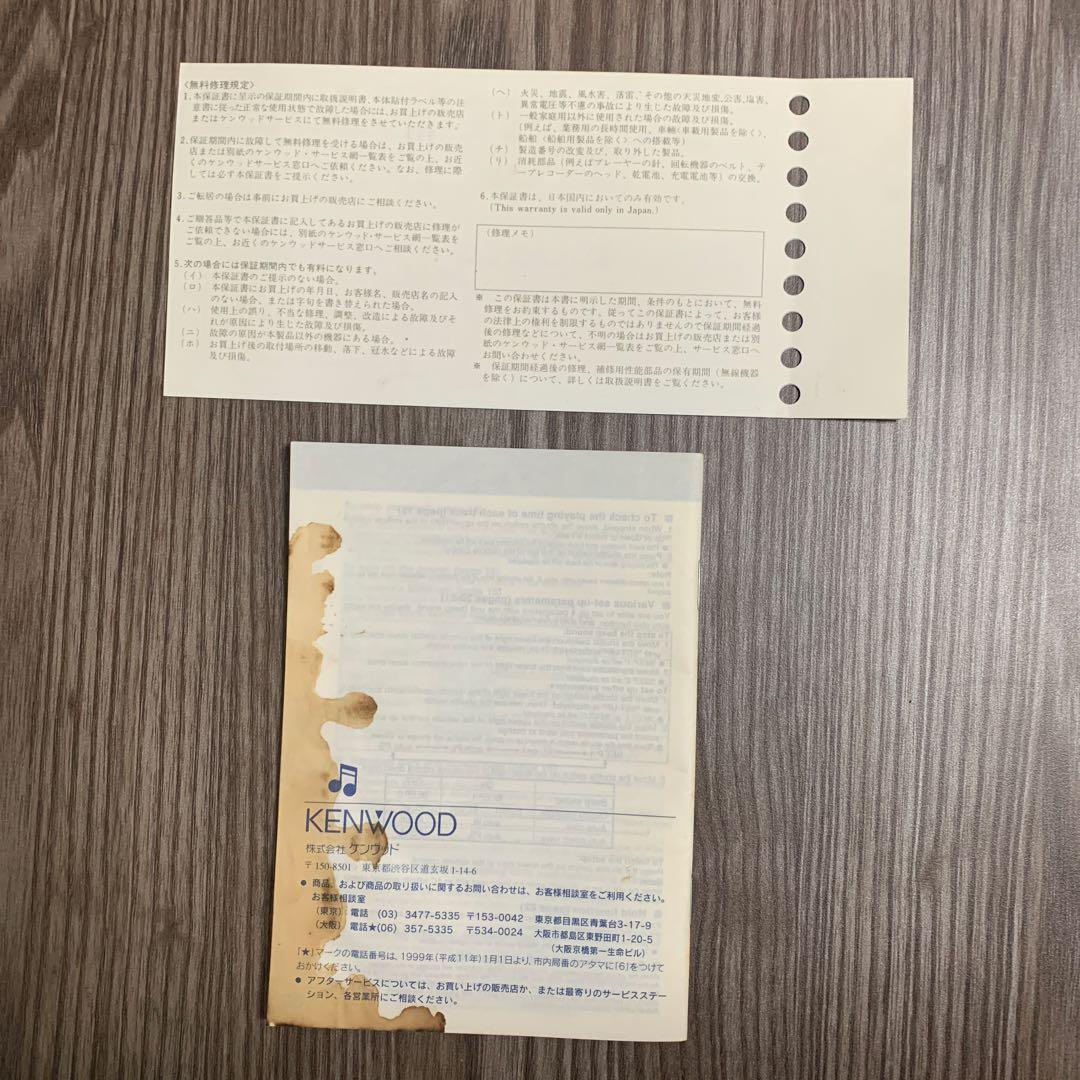 〈無料修理規定〉
1.本保証書に呈示の保証期間内に取扱説明書、本体貼付ラベル等の注
意書に従った正常な使用状態で故障した場合には、お買上げの販売店
またはケンウッドサービスにて無料修理をさせていただきます。
2.保証期間内に故障して無料修理を受ける場合は、お買上げの販売
店または別紙のケンウッド・サービス網一覧表をご覧の上、お近
くのケンウッドサービス窓口へご依頼ください。なお、修理に際
しては必す本保証書をご提示ください。
3.ご転居の場合は事前にお買上げの販売店にご相談ください。
4.ご贈答品等で本保証書に記入してあるお買上げの販売店に修理が
ご依頼できない場合には、別紙のケンウッド・サービス網一覧表を
ご覧の上、お近くのケンウッドサービス窓口へご相談ください。
5.次の場合には保証期間内でも有料になります。
(イ) 本保証書のご提示のない場合。
(ロ) 本保証書にお買上げの年月日、お客様名、販売店名の記入
のない場合、または字句を書き替えられた場合。
(ハ) 使用上の誤り、不当な修理、調整、改造による故障及びそ
れが原因により生じた故障及び損傷。
(ニ) 故障の原因が本製品以外の機器にある場合。
(ホ) お買上げ後の取付場所の移動、落下、冠水などによる故障
及び損傷。
(ヘ) 火災、地震、風水害、落雷、その他の天災地変,公害,塩害、
異常電圧等不慮の事故により生じた故障及び損傷。
(ト) 一般家庭用以外に使用された場合の故障及び損傷。
(例えば、業務用の長時間使用、車輌〈車載用製品を除く〉、
船舶〈船舶用製品を除く〉への搭載等)
(チ) 製造番号の改変及び、取り外した製品。
(リ) 消耗部品(例えばプレーヤーの針、回転機器のベルト、テ
ープレコーダーのヘッド、乾電池、充電電池等)の交換。
6.本保証書は、日本国内においてのみ有効です。
(This warranty is valid only in Japan.)
(修理メモ)
※ この保証書は本書に明示した期間、条件のもとにおいて、無料
修理をお約束するものです。従ってこの保証書によって、お客様
の法律上の権利を制限するものではありませんので保証期間経過
後の修理などについて、不明の場合はお買上げの販売店または別
紙のケンウッド・サービス網一覧表をご覧の上、サービス窓口へ
お問い合わせください。
※ 保証期間経過後の修理、補修用性能部品の保有期間(無線機器
を除く)について、詳しくは取扱説明書をご覧ください。
KENWOOD
株式会社 ケンウッド
〒150-8501 東京都渋谷区道玄坂 1-14-6
● 商品、および商品の取り扱いに関するお問い合わせは、お客様相談室をご利用ください。
お客様相談室
(東京) 電話 (03) 3477-5335 〒153-0042 東京都目黒区青葉台3-17-9
(大阪) 電話★(06) 357-5335 〒534-0024 大阪市都島区東野田町1-20-5
(大阪京橋第一生命ビル)
「★」マークの電話番号は、1999年(平成11年)1月1日より、市内局番のアタマに「6」をつけて
おかけください。
● アフターサービスについては、お買い上げの販売店か、または最寄りのサービスステー
ション、各営業所にご相談ください。